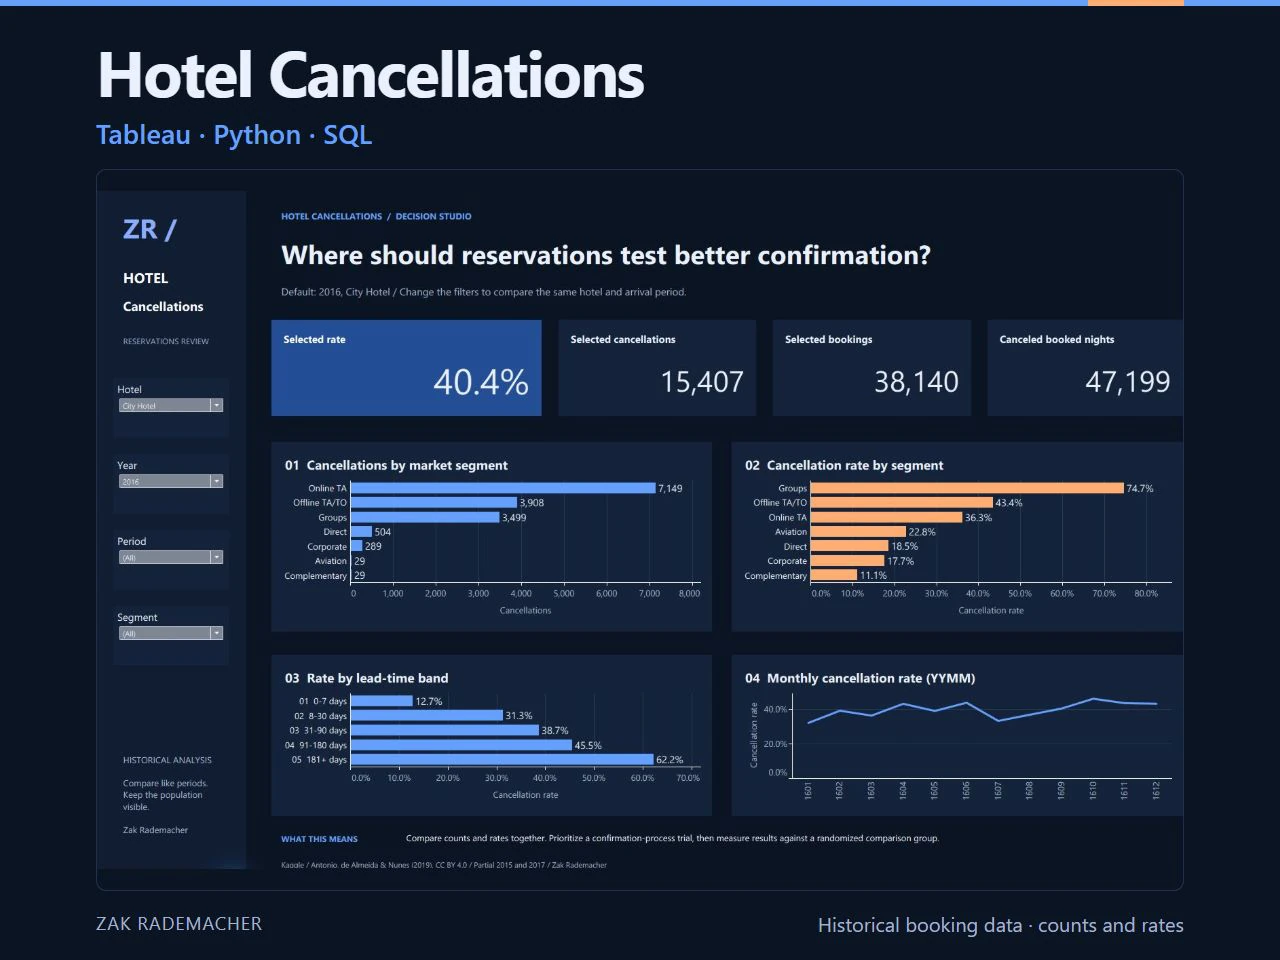 Hotel Cancellations
Tableau · Python · SQL
ZR /
HOTEL
Cancellations
RESERVATIONS REVIEW
Hotel
City Hotel
Year
2016
Period
(All)
Segment
(All)
HISTORICAL ANALYSIS
Compare like periods.
Keep the population
visible.
Zak Rademacher
HOTEL CANCELLATIONS / DECISION STUDIO
Where should reservations test better confirmation?
Default: 2016, City Hotel / Change the filters to compare the same hotel and arrival period.
Selected rate
40.4%
Selected cancellations
15,407
Selected bookings
38,140
Canceled booked nights
47,199
01 Cancellations by market segment
Online TA 7,149
Offline TA/TO 3,908
Groups 3,499
Direct 504
Corporate 289
Aviation 29
Complementary 29
0 1,000 2,000 3,000 4,000 5,000 6,000 7,000 8,000
Cancellations
02 Cancellation rate by segment
Groups 74.7%
Offline TA/TO 43.4%
Online TA 36.3%
Aviation 22.8%
Direct 18.5%
Corporate 17.7%
Complementary 11.1%
0.0% 10.0% 20.0% 30.0% 40.0% 50.0% 60.0% 70.0% 80.0%
Cancellation rate
03 Rate by lead-time band
01 0-7 days 12.7%
02 8-30 days 31.3%
03 31-90 days 38.7%
04 91-180 days 45.5%
05 181+ days 62.2%
0.0% 10.0% 20.0% 30.0% 40.0% 50.0% 60.0% 70.0%
Cancellation rate
04 Monthly cancellation rate (YYMM)
Cancellation rate
40.0%
20.0%
0.0%
1601 1602 1603 1604 1605 1606 1607 1608 1609 1610 1611 1612
WHAT THIS MEANS Compare counts and rates together. Prioritize a confirmation-process trial, then measure results against a randomized comparison group.
Kaggle / Antonio, de Almeida & Nunes (2019), CC BY 4.0 / Partial 2015 and 2017 / Zak Rademacher
ZAK RADEMACHER
Historical booking data · counts and rates